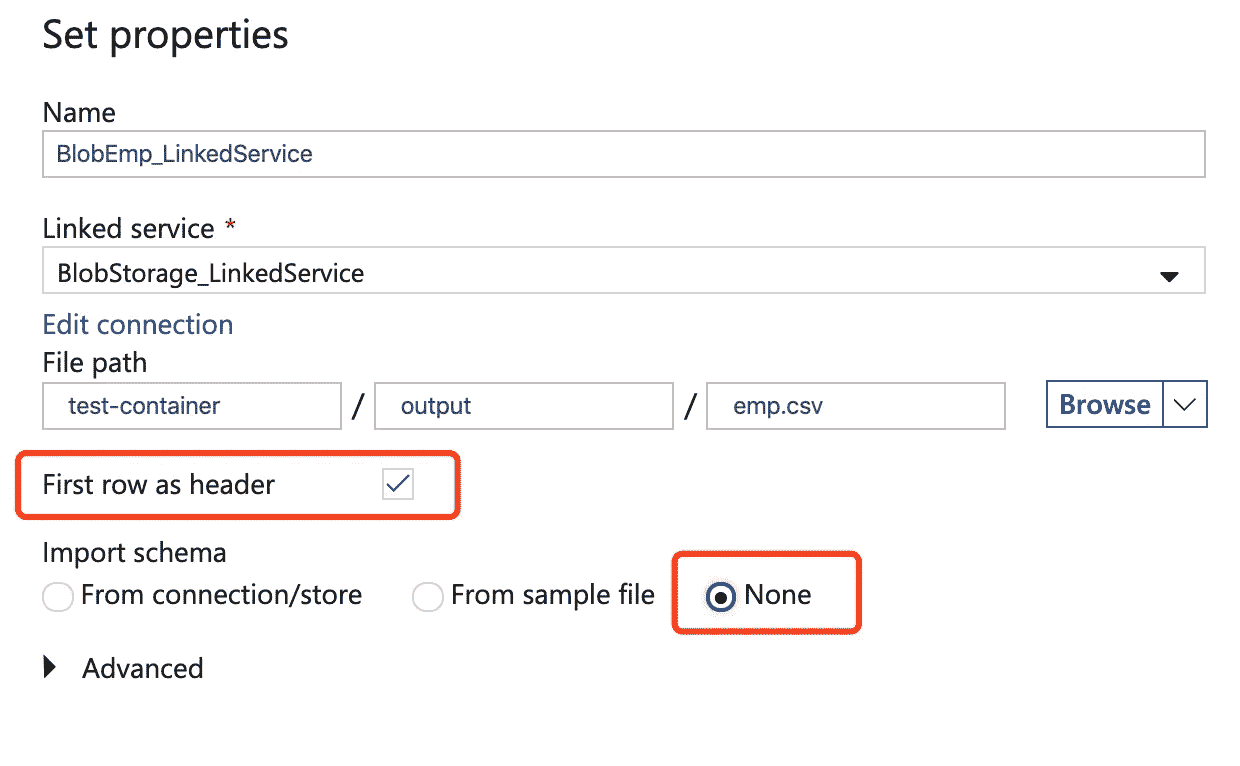 Set properties
Name
BlobEmp_LinkedService
Linked service *
BlobStorage_LinkedService
Edit connection
File path
test-container / output / emp.csv Browse
First row as header
Import schema
From connection/store From sample file None
Advanced